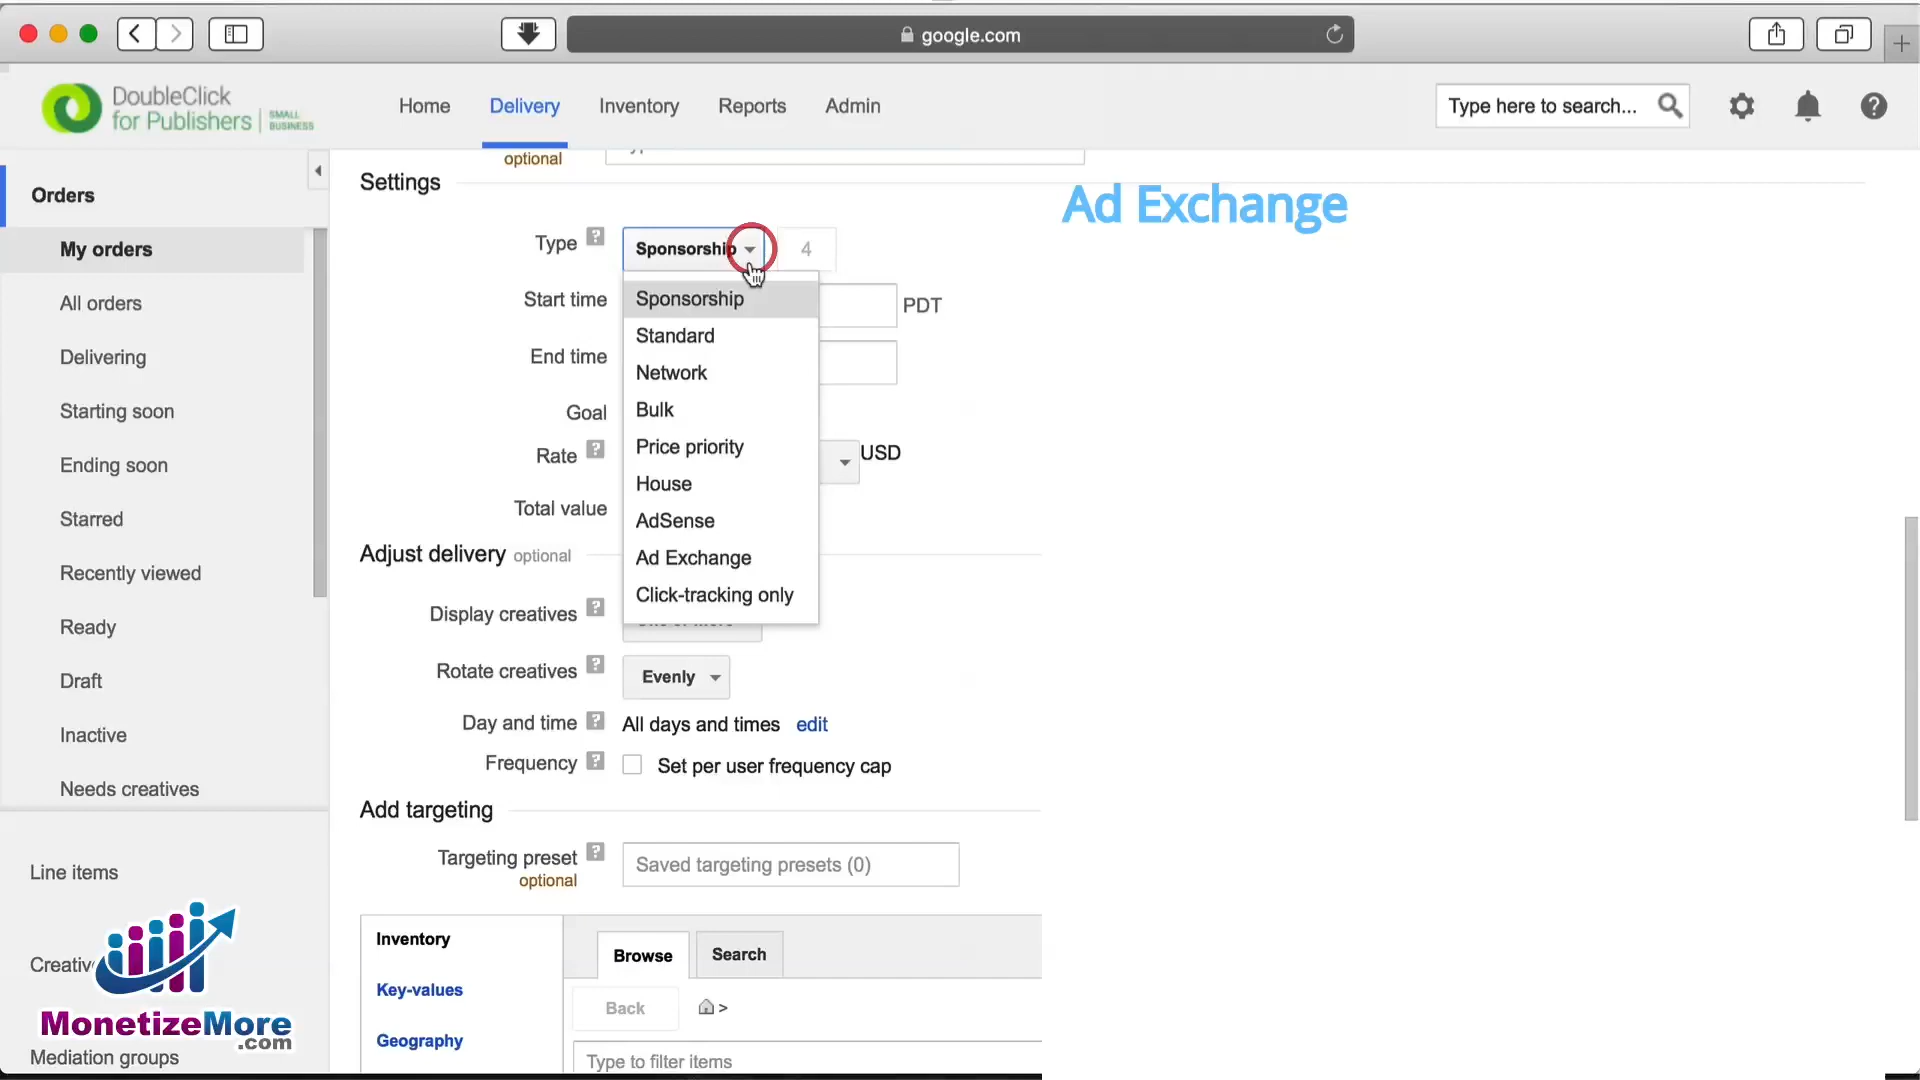 google.com
DoubleClick
for Publishers | SMALL BUSINESS
Home Delivery Inventory Reports Admin
Type here to search...
optional
Orders
Settings
Ad Exchange
My orders
Type ? Sponsorship 4
All orders
Start time Sponsorship PDT
Standard
Delivering
End time
Network
Starting soon
Goal Bulk
Rate ? Price priority USD
Ending soon
House
Total value
Starred
AdSense
Adjust delivery optional
Ad Exchange
Recently viewed
Click-tracking only
Display creatives ?
Ready
Rotate creatives ? Evenly
Draft
Day and time ? All days and times edit
Inactive
Frequency ? Set per user frequency cap
Needs creatives
Add targeting
Targeting preset ? Saved targeting presets (0)
optional
Line items
Inventory
Browse Search
Creativ
Key-values
Back >
MonetizeMore
.com
Geography
Mediation groups
Type to filter items